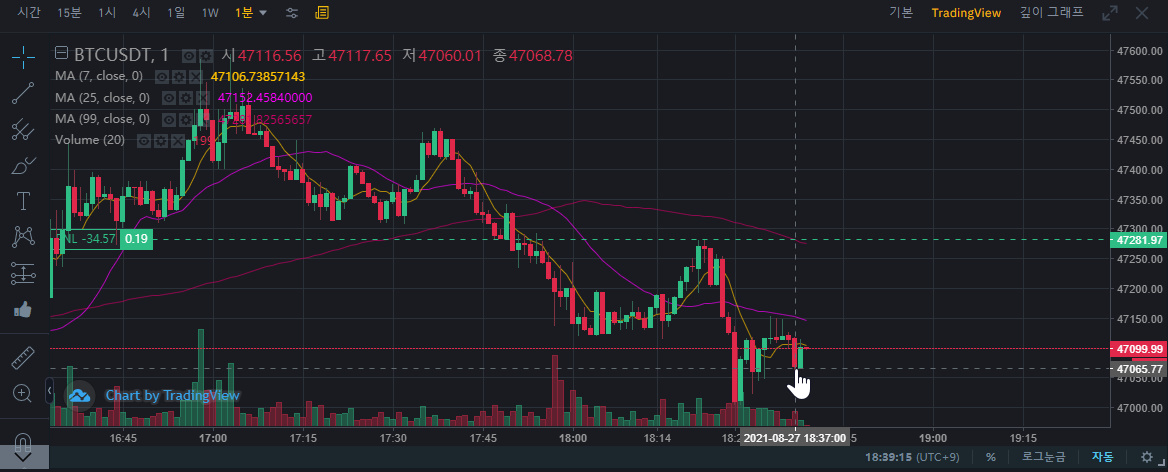 시간 15분 1시 4시 1일 1W 1분 기본 TradingView 깊이 그래프
BTCUSDT, 1 시47116.56 고47117.65 저47060.01 종47068.78
MA (7, close, 0) 47106.73857143
MA (25, close, 0) 47152.45840000
MA (99, close, 0)
Volume (20) 199
-34.57 0.19
47600.00
47550.00
47500.00
47450.00
47400.00
47350.00
47300.00
47281.97
47250.00
47200.00
47150.00
47099.99
47065.77
47050.00
47000.00
Chart by TradingView
16:45 17:00 17:15 17:30 17:45 18:00 18:14 2021-08-27 18:37:00 19:00 19:15
18:39:15 (UTC+9) % 로그눈금 자동